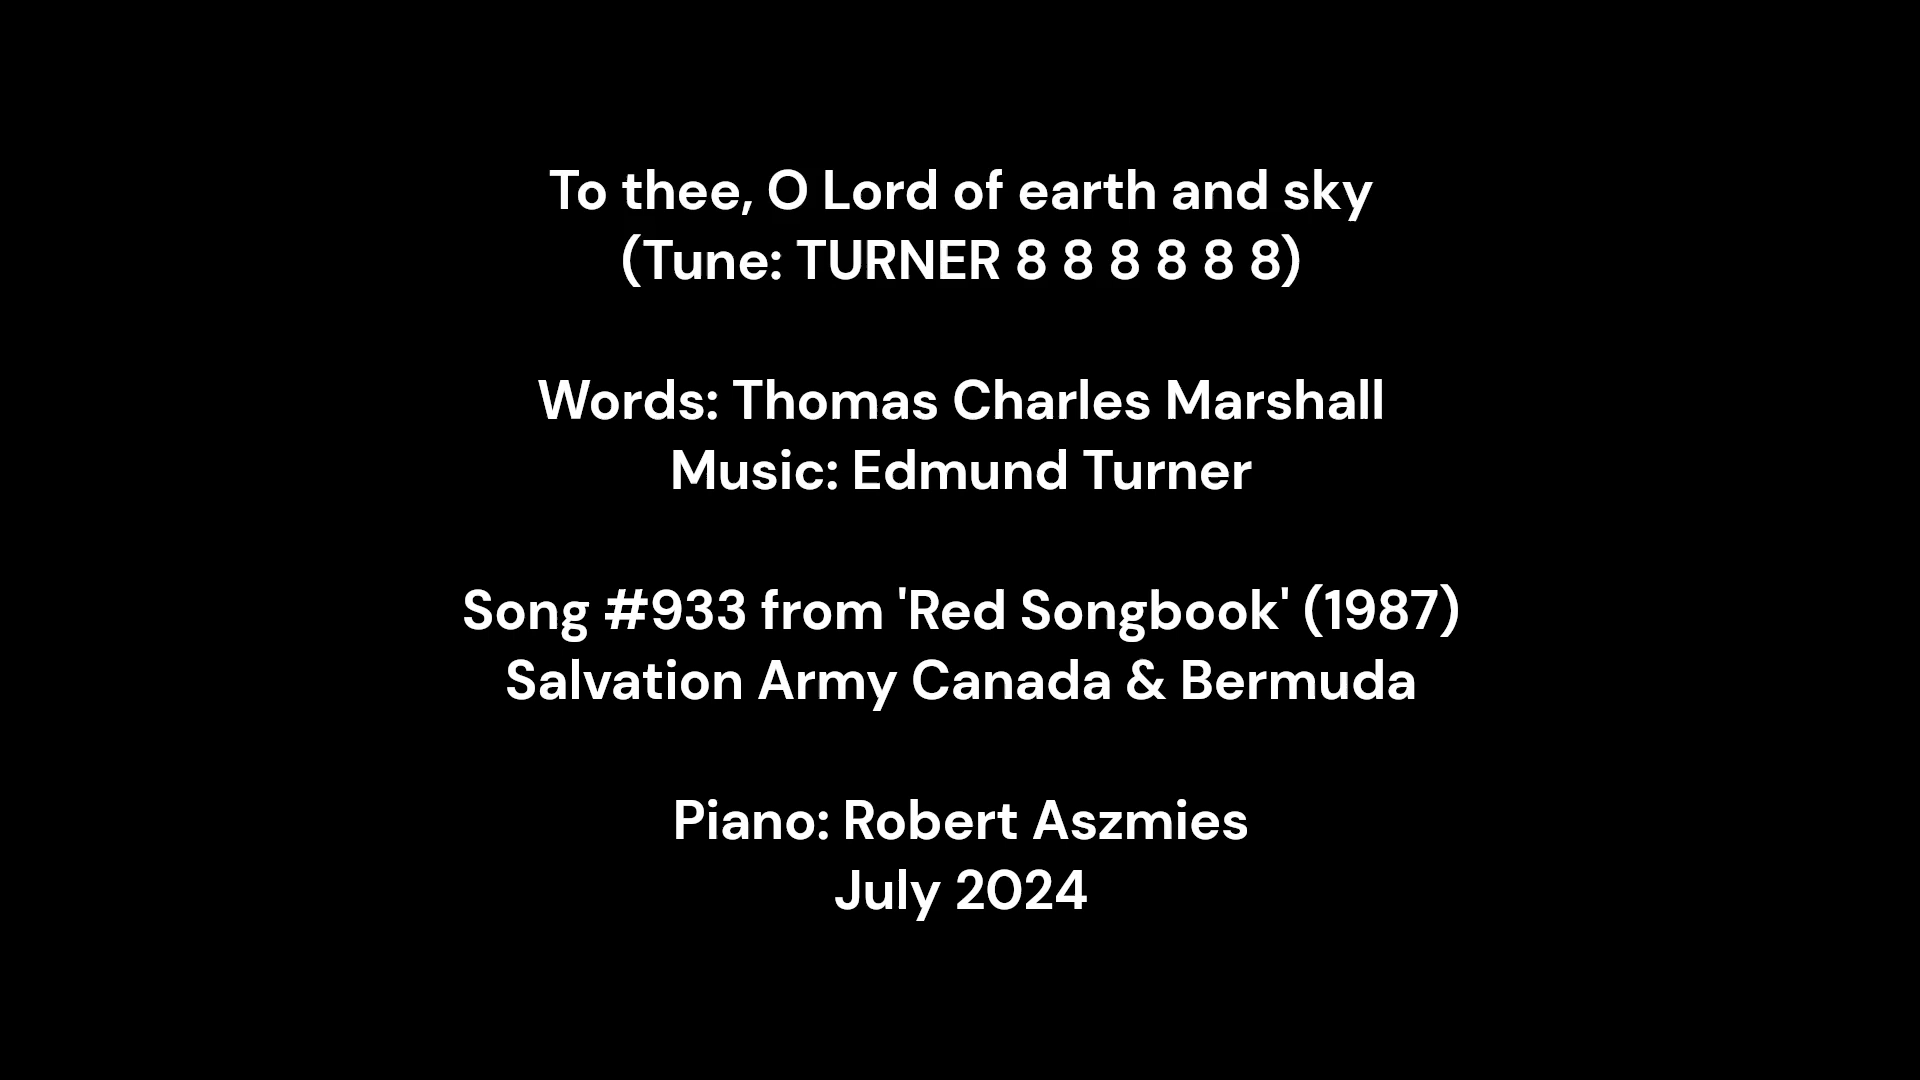 To thee, O Lord of earth and sky
(Tune: TURNER 8 8 8 8 8 8)
Words: Thomas Charles Marshall
Music: Edmund Turner
Song #933 from 'Red Songbook' (1987)
Salvation Army Canada & Bermuda
Piano: Robert Aszmies
July 2024